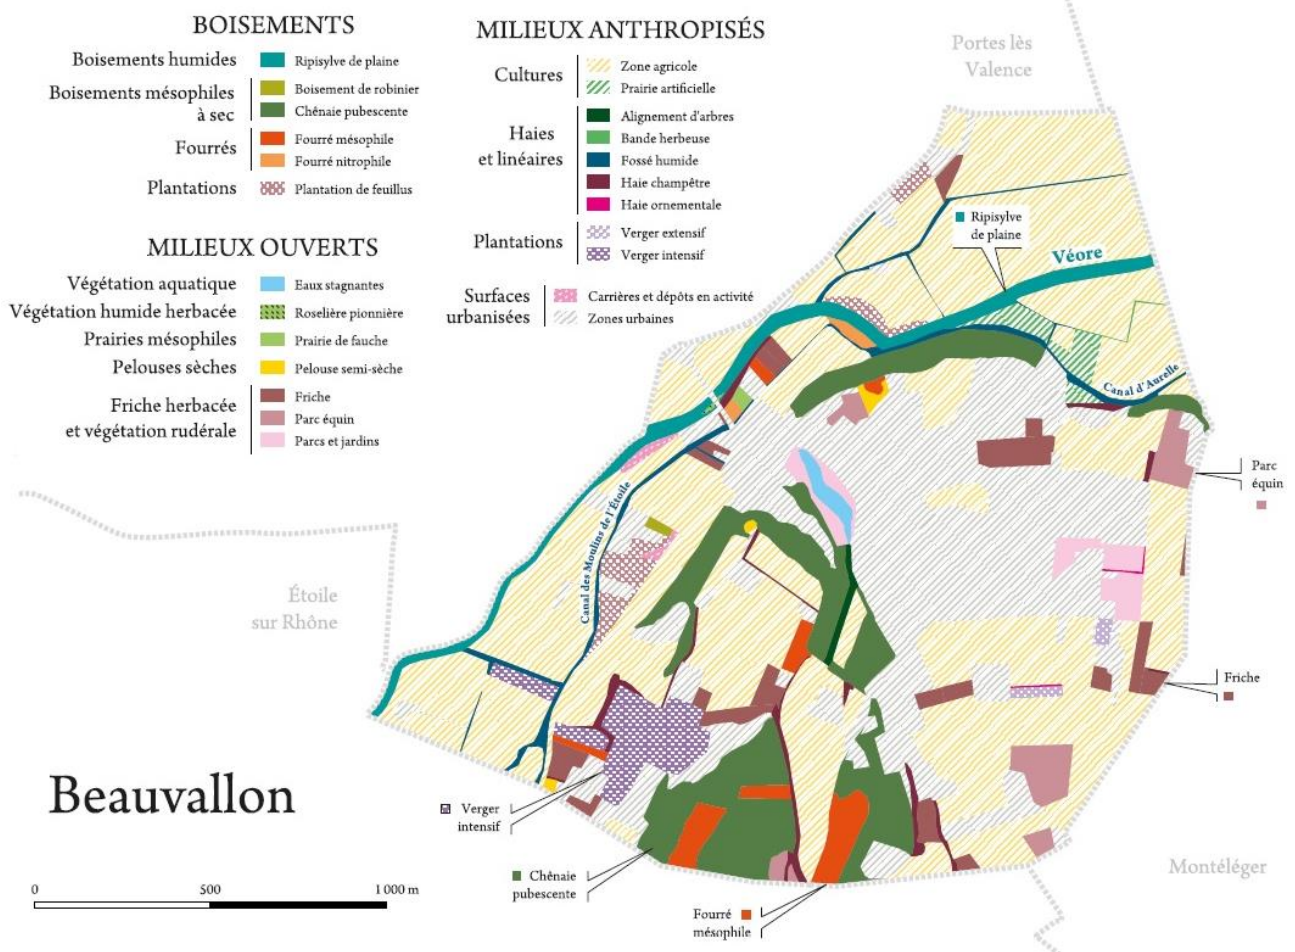 BOISEMENTS
Boisements humides
Ripisylve de plaine
Boisements mésophiles
à sec
Boisement de robinier
Chênaie pubescente
Fourrés
Fourré mésophile
Fourré nitrophile
Plantations
Plantation de feuillus
MILIEUX OUVERTS
Végétation aquatique
Eaux stagnantes
Végétation humide herbacée
Roselière pionnière
Prairies mésophiles
Prairie de fauche
Pelouses sèches
Pelouse semi-sèche
Friche herbacée
et végétation rudérale
Friche
Parc équin
Parcs et jardins
MILIEUX ANTHROPISÉS
Cultures
Zone agricole
Prairie artificielle
Haies
et linéaires
Alignement d'arbres
Bande herbeuse
Fossé humide
Haie champêtre
Haie ornementale
Plantations
Verger extensif
Verger intensif
Surfaces
urbanisées
Carrières et dépôts en activité
Zones urbaines
Portes lès
Valence
Ripisylve
de plaine
Véore
Canal d'Aurelle
Parc
équin
Canal des Moulins de l'Étoile
Étoile
sur Rhône
Friche
Beauvallon
Verger
intensif
Chênaie
pubescente
Fourré
mésophile
Montéléger
0
500
1 000 m